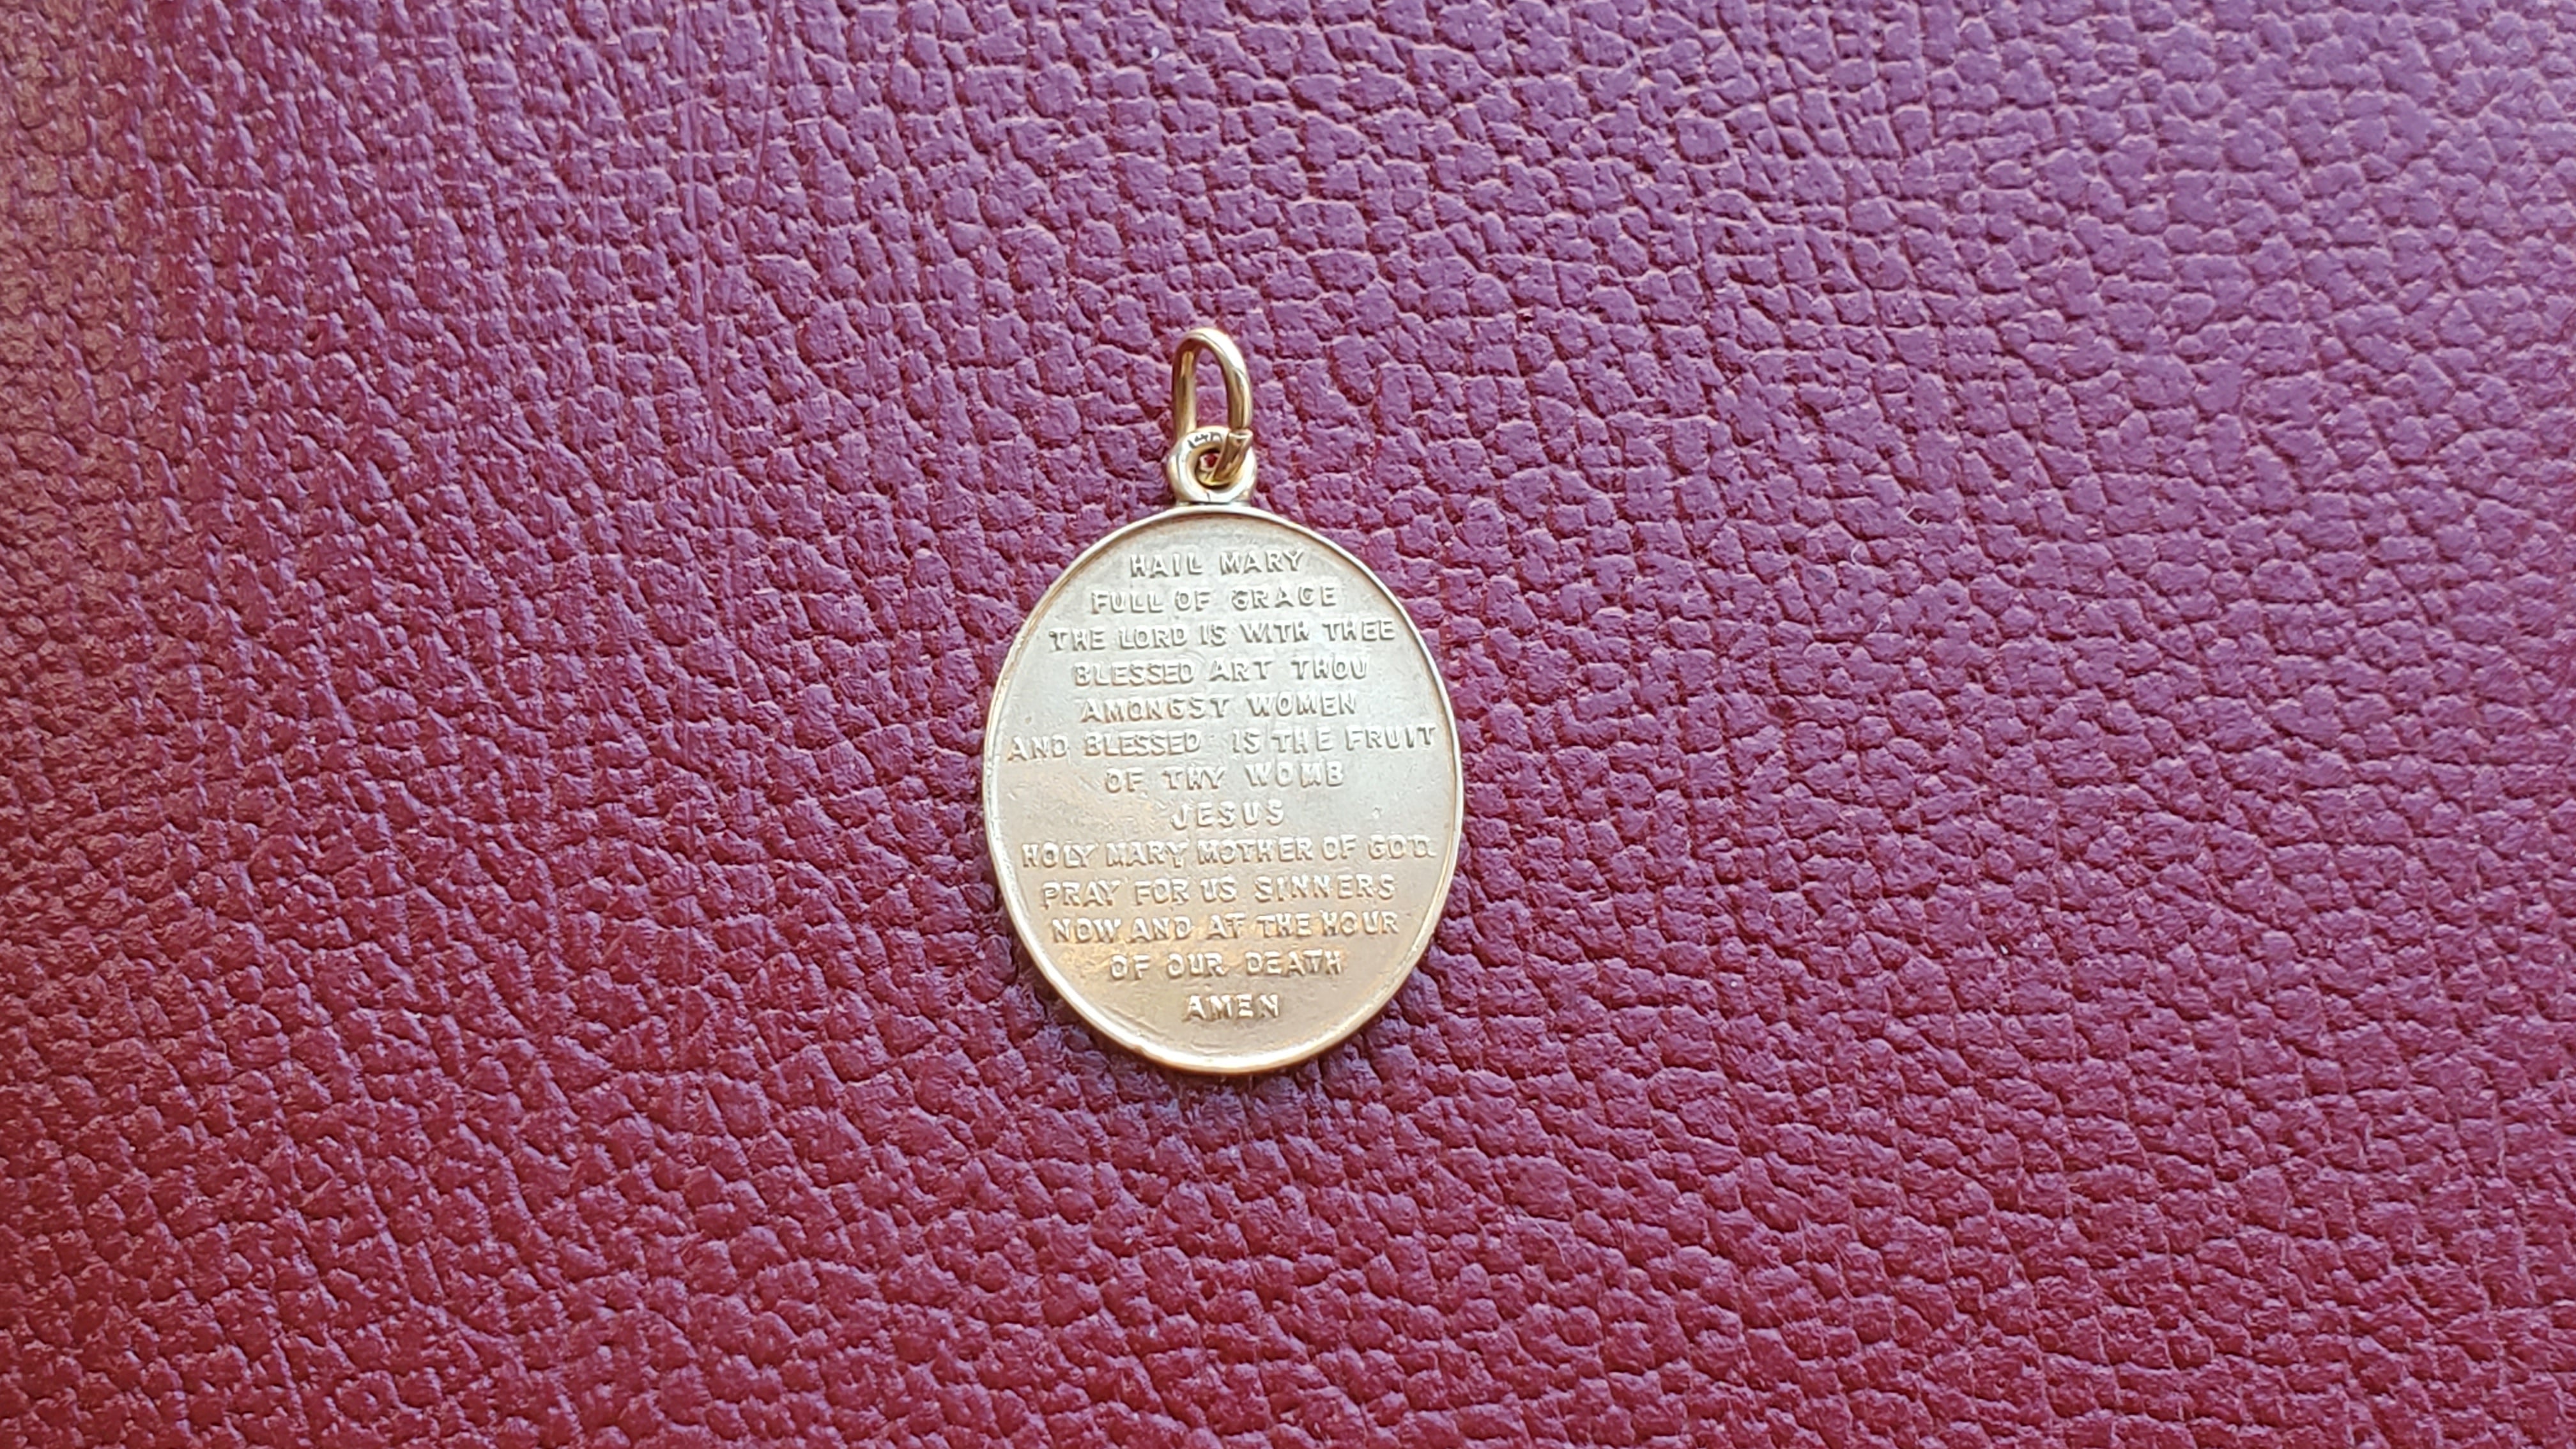 HAIL MARY
FULL OF GRACE
THE LORD IS WITH THEE
BLESSED ART THOU
AMONGST WOMEN
AND BLESSED IS THE FRUIT
OF THY WOMB
JESUS
HOLY MARY MOTHER OF GOD.
PRAY FOR US SINNERS
NOW AND AT THE HOUR
OF OUR DEATH
AMEN